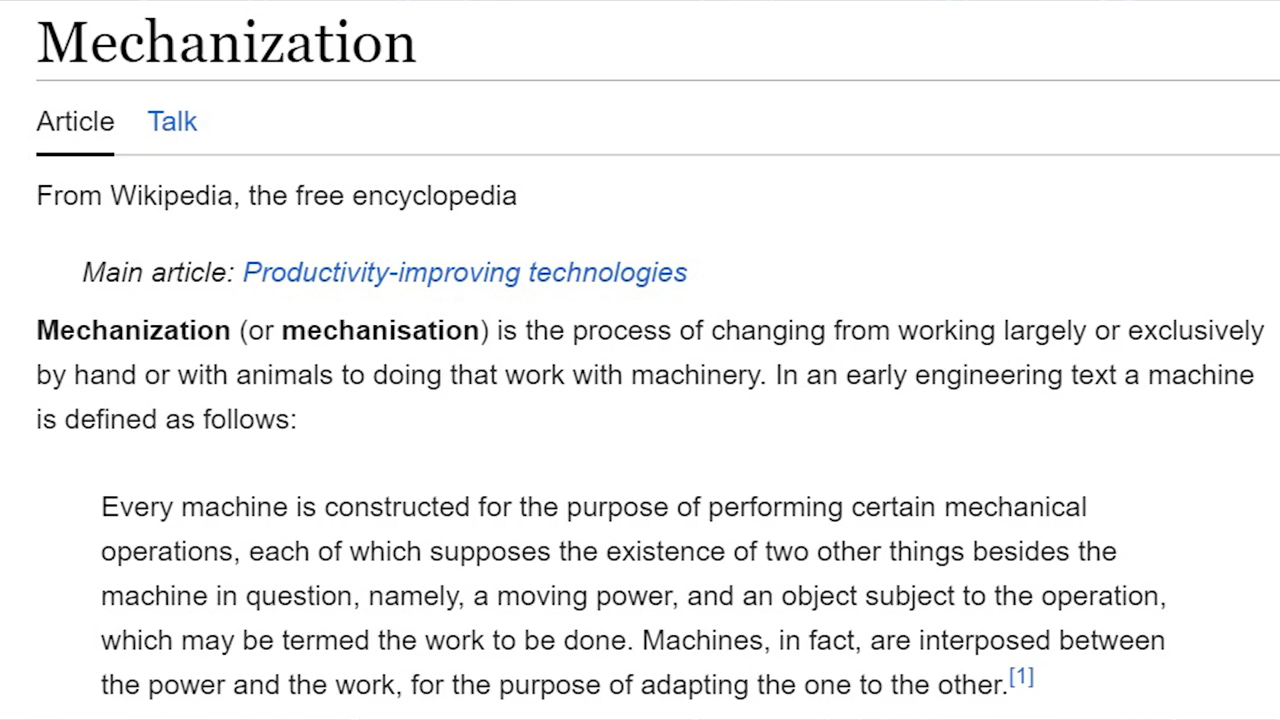 Mechanization
Article Talk
From Wikipedia, the free encyclopedia
Main article: Productivity-improving technologies
Mechanization (or mechanisation) is the process of changing from working largely or exclusively
by hand or with animals to doing that work with machinery. In an early engineering text a machine
is defined as follows:
Every machine is constructed for the purpose of performing certain mechanical
operations, each of which supposes the existence of two other things besides the
machine in question, namely, a moving power, and an object subject to the operation,
which may be termed the work to be done. Machines, in fact, are interposed between
the power and the work, for the purpose of adapting the one to the other.[1]